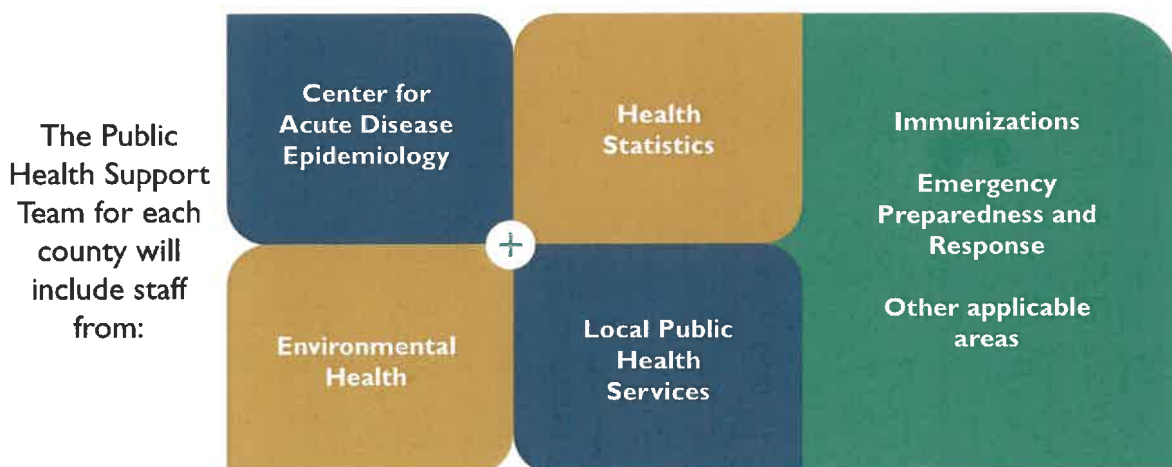 The Public
Health Support
Team for each
county will
include staff
from:
Center for
Acute Disease
Epidemiology
Health
Statistics
Environmental
Health
Local Public
Health
Services
Immunizations
Emergency
Preparedness and
Response
Other applicable
areas